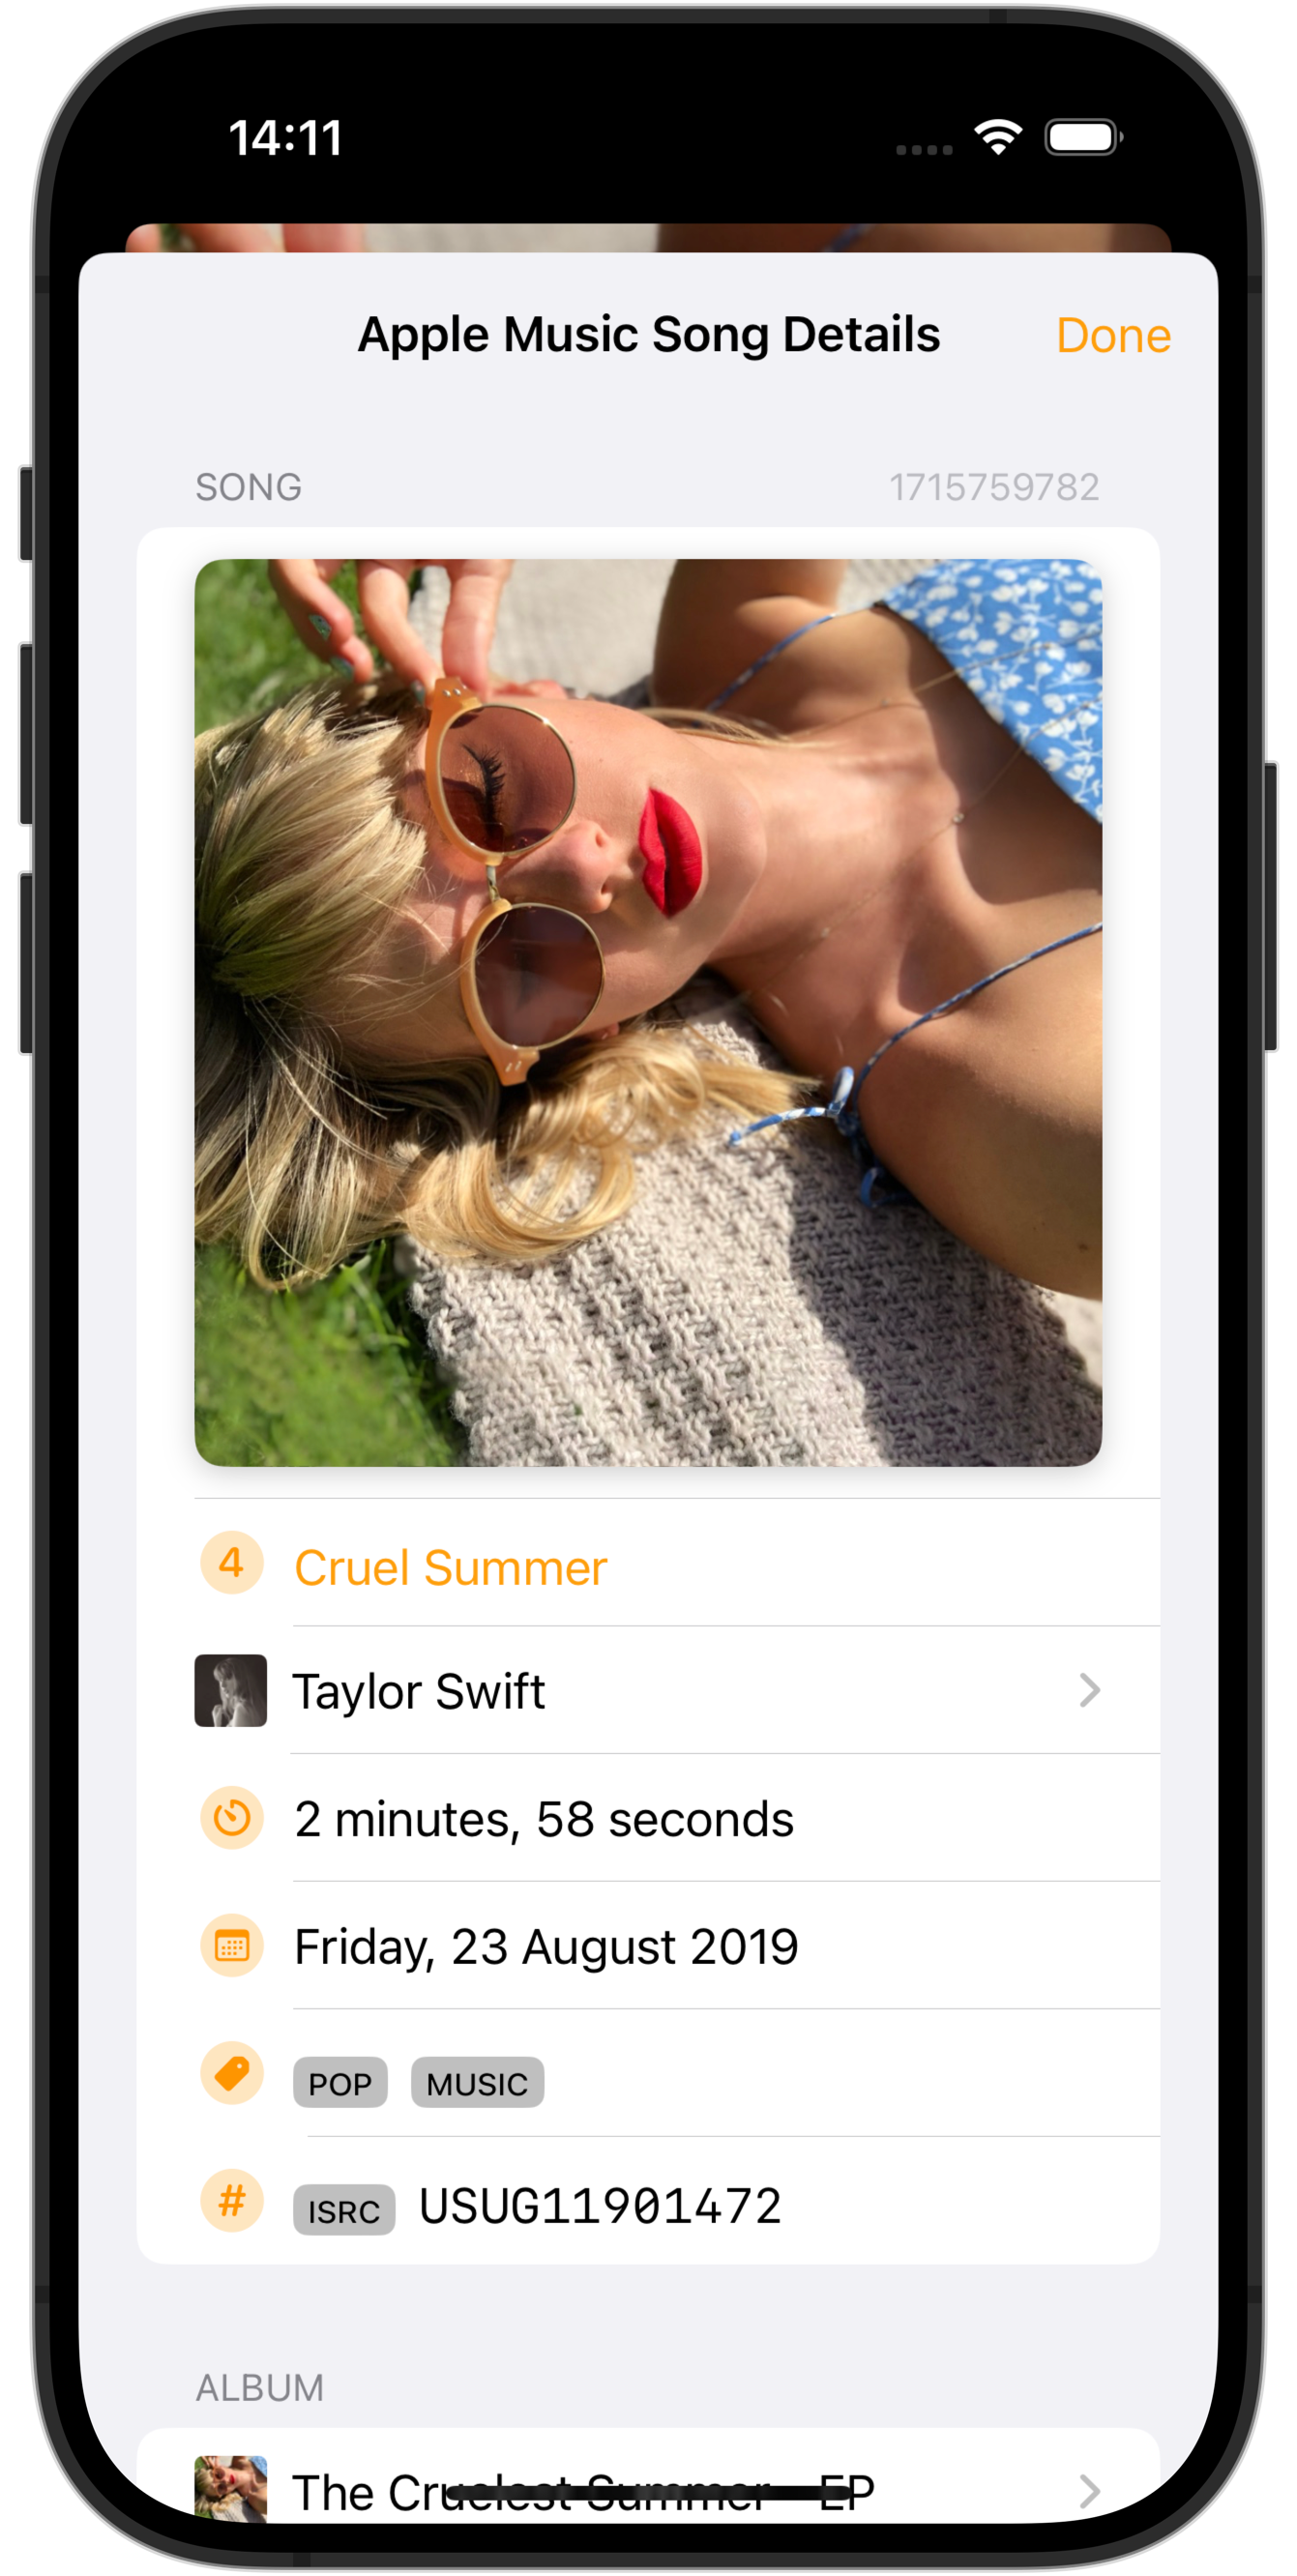 14:11
Apple Music Song Details
Done
SONG
1715759782
4
Cruel Summer
Taylor Swift
2 minutes, 58 seconds
Friday, 23 August 2019
POP MUSIC
# ISRC USUG11901472
ALBUM
The Cruelest Summer - EP